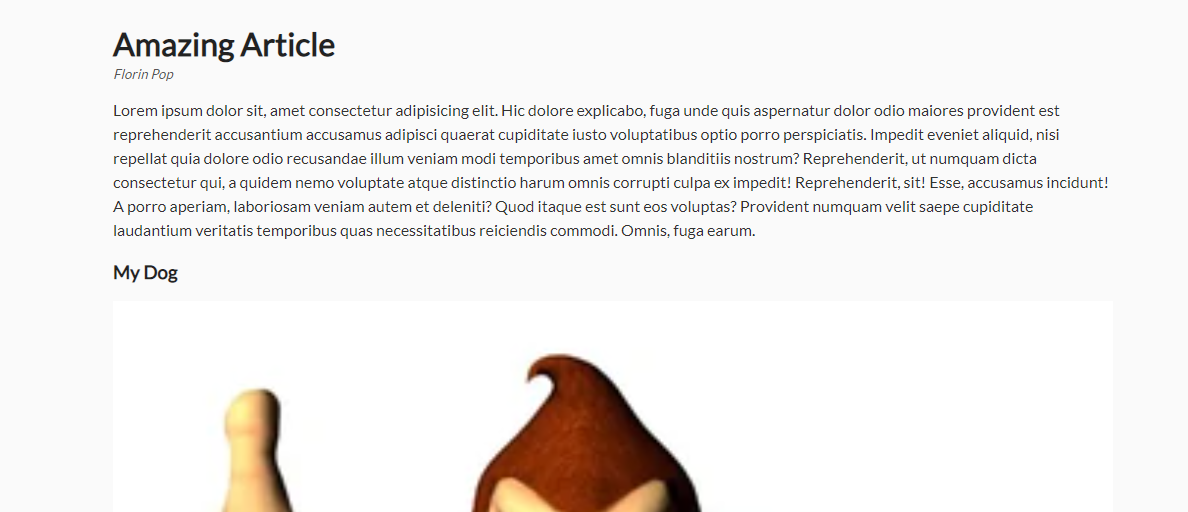 Amazing Article
Florin Pop
Lorem ipsum dolor sit, amet consectetur adipisicing elit. Hic dolore explicabo, fuga unde quis aspernatur dolor odio maiores provident est
reprehenderit accusantium accusamus adipisci quaerat cupiditate iusto voluptatibus optio porro perspiciatis. Impedit eveniet aliquid, nisi
repellat quia dolore odio recusandae illum veniam modi temporibus amet omnis blanditiis nostrum? Reprehenderit, ut numquam dicta
consectetur qui, a quidem nemo voluptate atque distinctio harum omnis corrupti culpa ex impedit! Reprehenderit, sit! Esse, accusamus incidunt!
A porro aperiam, laboriosam veniam autem et deleniti? Quod itaque est sunt eos voluptas? Provident numquam velit saepe cupiditate
laudantium veritatis temporibus quas necessitatibus reiciendis commodi. Omnis, fuga earum.
My Dog